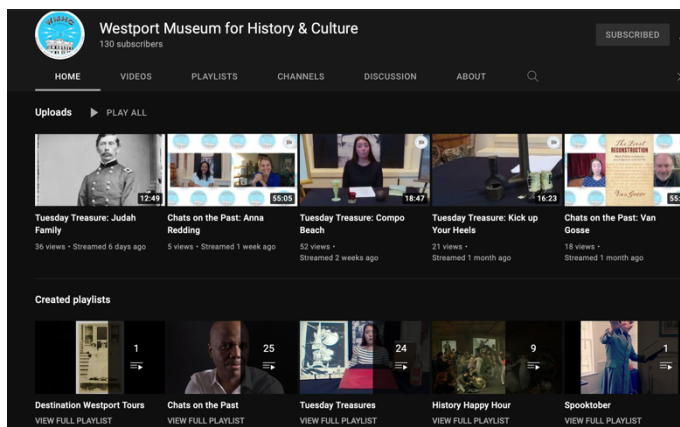 Westport Museum for History & Culture
130 subscribers
SUBSCRIBED
HOME VIDEOS PLAYLISTS CHANNELS DISCUSSION ABOUT
Uploads PLAY ALL
12:49
Tuesday Treasure: Judah
Family
36 views • Streamed 6 days ago
55:05
Chats on the Past: Anna
Redding
5 views • Streamed 1 week ago
18:47
Tuesday Treasure: Compo
Beach
52 views •
Streamed 2 weeks ago
16:23
Tuesday Treasure: Kick up
Your Heels
21 views •
Streamed 1 month ago
The First
RECONSTRUCTION
Van Gosse
55:
Chats on the Past: Van
Gosse
18 views •
Streamed 1 month ago
Created playlists
1
Destination Westport Tours
VIEW FULL PLAYLIST
25
Chats on the Past
VIEW FULL PLAYLIST
24
Tuesday Treasures
VIEW FULL PLAYLIST
9
History Happy Hour
VIEW FULL PLAYLIST
1
Spooktober
VIEW FULL PLAYLIST